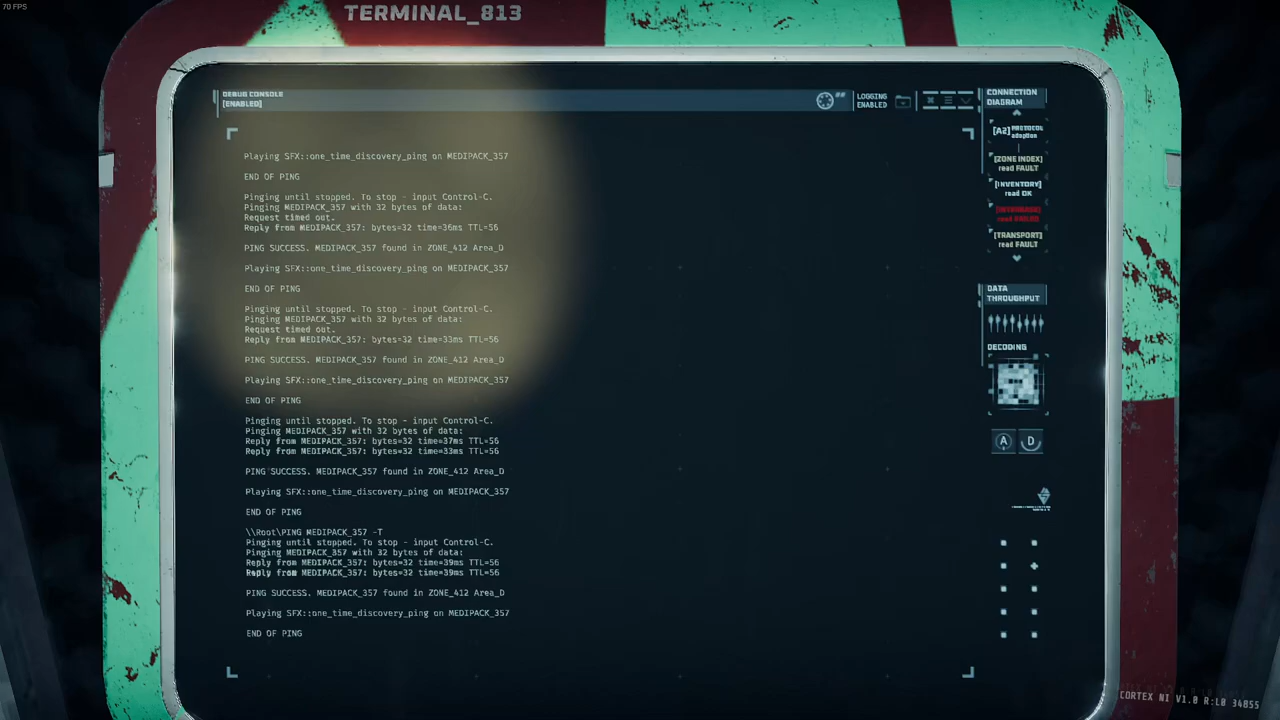 70 FPS
TERMINAL_813
DEBUG CONSOLE
[ENABLED]
LOGGING
ENABLED
CONNECTION
DIAGRAM
Playing SFX::one_time_discovery_ping on MEDIPACK_357
END OF PING
Pinging until stopped. To stop - input Control-C.
Pinging MEDIPACK_357 with 32 bytes of data:
Request timed out.
Reply from MEDIPACK_357: bytes=32 time=36ms TTL=56
PING SUCCESS. MEDIPACK_357 found in ZONE_412 Area_D
Playing SFX::one_time_discovery_ping on MEDIPACK_357
END OF PING
Pinging until stopped. To stop - input Control-C.
Pinging MEDIPACK_357 with 32 bytes of data:
Request timed out.
Reply from MEDIPACK_357: bytes=32 time=33ms TTL=56
PING SUCCESS. MEDIPACK_357 found in ZONE_412 Area_D
Playing SFX::one_time_discovery_ping on MEDIPACK_357
END OF PING
Pinging until stopped. To stop - input Control-C.
Pinging MEDIPACK_357 with 32 bytes of data:
Reply from MEDIPACK_357: bytes=32 time=37ms TTL=56
Reply from MEDIPACK_357: bytes=32 time=33ms TTL=56
PING SUCCESS. MEDIPACK_357 found in ZONE_412 Area_D
Playing SFX::one_time_discovery_ping on MEDIPACK_357
END OF PING
\\Root\PING MEDIPACK_357 -T
Pinging until stopped. To stop - input Control-C.
Pinging MEDIPACK_357 with 32 bytes of data:
Reply from MEDIPACK_357: bytes=32 time=39ms TTL=56
Reply from MEDIPACK_357: bytes=32 time=39ms TTL=56
PING SUCCESS. MEDIPACK_357 found in ZONE_412 Area_D
Playing SFX::one_time_discovery_ping on MEDIPACK_357
END OF PING
[A2] PROTOCOL
adaption
[ZONE INDEX]
read FAULT
[INVENTORY]
read OK
[TRANSPORT]
read FAULT
DATA
THROUGHPUT
DECODING
A D
CORTEX NI V1.0 R:L0 34855